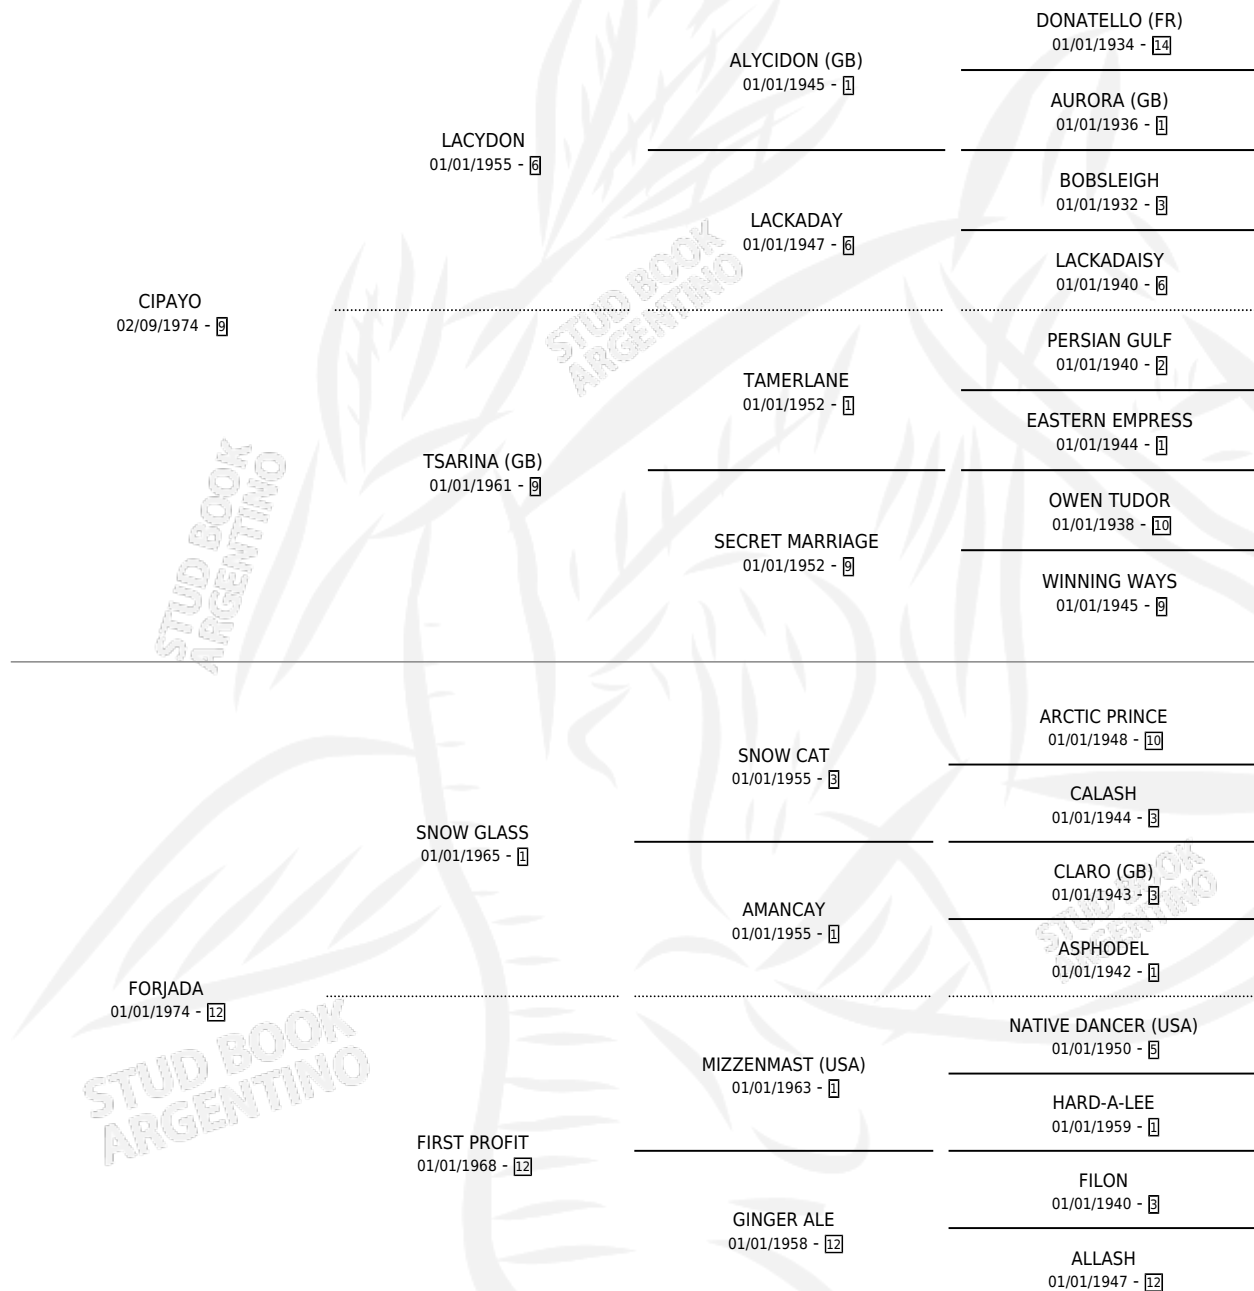 DONATELLO (FR)
01/01/1934 - 14
ALYCIDON (GB)
01/01/1945 - 1
AURORA (GB)
01/01/1936 - 1
LACYDON
01/01/1955 - 6
BOBSLEIGH
01/01/1932 - 3
LACKADAY
01/01/1947 - 6
LACKADAISY
01/01/1940 - 6
CIPAYO
02/09/1974 - 9
PERSIAN GULF
01/01/1940 - 2
TAMERLANE
01/01/1952 - 1
EASTERN EMPRESS
01/01/1944 - 1
TSARINA (GB)
01/01/1961 - 9
OWEN TUDOR
01/01/1938 - 10
SECRET MARRIAGE
01/01/1952 - 9
WINNING WAYS
01/01/1945 - 9
ARCTIC PRINCE
01/01/1948 - 10
SNOW CAT
01/01/1955 - 3
CALASH
01/01/1944 - 3
SNOW GLASS
01/01/1965 - 1
CLARO (GB)
01/01/1943 - 3
AMANCAY
01/01/1955 - 1
ASPHODEL
01/01/1942 - 1
FORJADA
01/01/1974 - 12
NATIVE DANCER (USA)
01/01/1950 - 5
MIZZENMAST (USA)
01/01/1963 - 1
HARD-A-LEE
01/01/1959 - 1
FIRST PROFIT
01/01/1968 - 12
FILON
01/01/1940 - 3
GINGER ALE
01/01/1958 - 12
ALLASH
01/01/1947 - 12
STUD BOOK
ARGENTINO
STUD BOOK
ARGENTINO
STUD BOOK
ARGENTINO
STUD BOOK
ARGENTINO